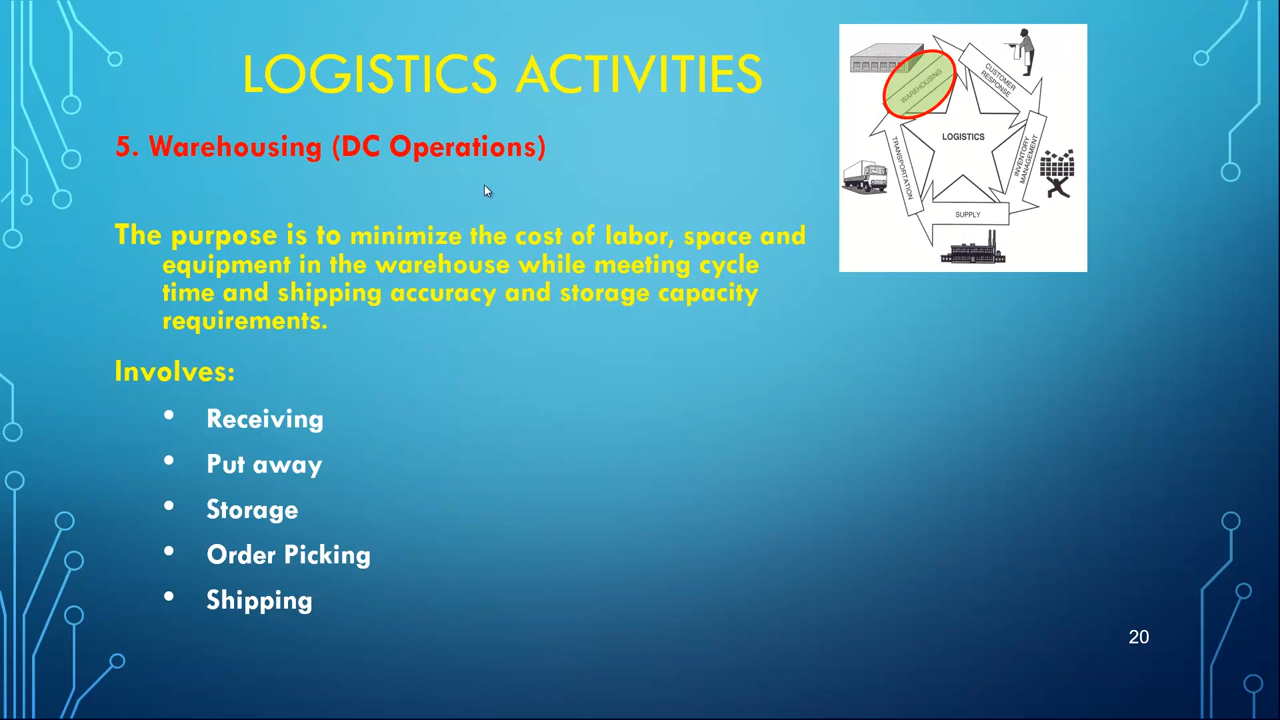 LOGISTICS ACTIVITIES
5. Warehousing (DC Operations)
The purpose is to minimize the cost of labor, space and
equipment in the warehouse while meeting cycle
time and shipping accuracy and storage capacity
requirements.
Involves:
• Receiving
• Put away
• Storage
• Order Picking
• Shipping
WAREHOUSING
CUSTOMER
RESPONSE
LOGISTICS
TRANSPORTATION
INVENTORY
MANAGEMENT
SUPPLY
20